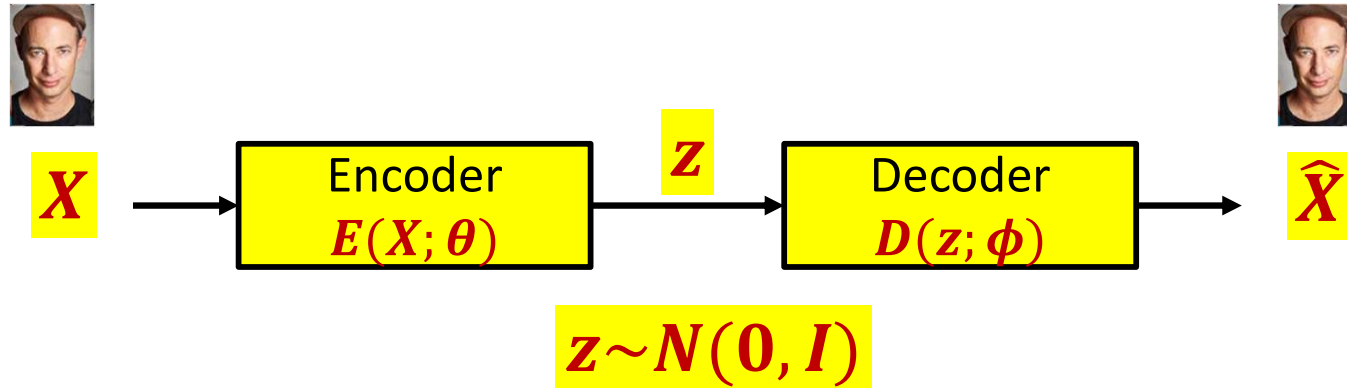 X
Encoder
E(X; θ)
z
Decoder
D(z; ϕ)
X̂
z~N(0, I)